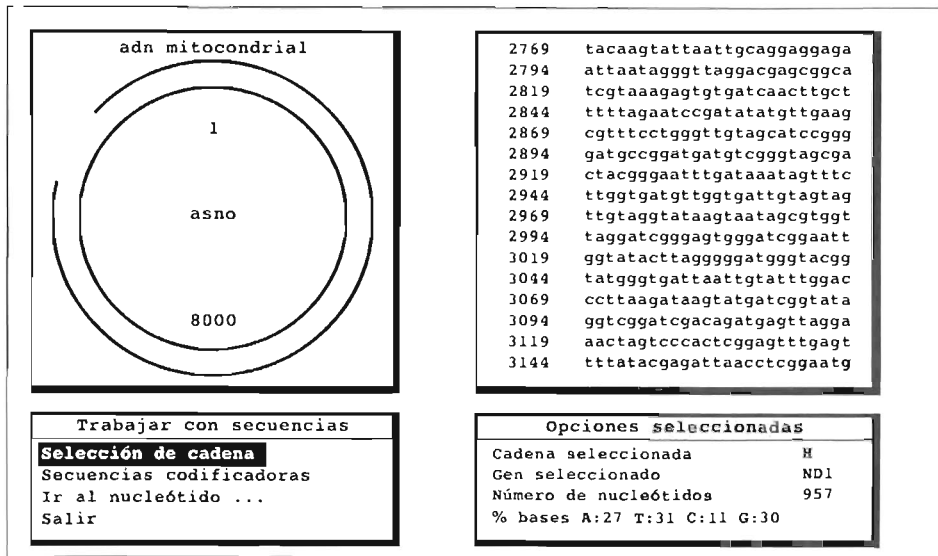 adn mitocondrial
1
asno
8000
2769 tacaagtattaattgcaggaggaga
2794 attaatagggttaggacgagcggca
2819 tcgtaaagagtgtgatcaacttgct
2844 ttttagaatccgatatatgttgaag
2869 cgtttcctgggttgtagcatccggg
2894 gatgccggatgatgtcgggtagcga
2919 ctacgggaatttgataaatagtttc
2944 ttggtgatgttggtgattgtagtag
2969 ttgtaggtataagtaatagcgtggt
2994 taggatcgggagtgggatcggaatt
3019 ggtatacttagggggatgggtacgg
3044 tatgggtgattaattgtatttggac
3069 ccttaagataagtatgatcggtata
3094 ggtcggatcgacagatgagttagga
3119 aactagtcccactcggagtttgagt
3144 tttatacgagattaacctcggaatg
Trabajar con secuencias
Selección de cadena
Secuencias codificadoras
Ir al nucleótido ...
Salir
Opciones seleccionadas
Cadena seleccionada H
Gen seleccionado ND1
Número de nucleótidos 957
% bases A:27 T:31 C:11 G:30